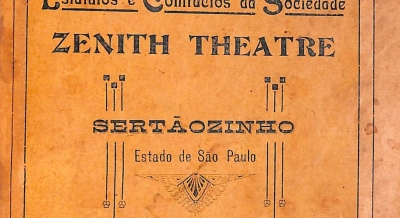 Estatutos e Contractos da Sociedade
ZENITH THEATRE
SERTÃOZINHO
Estado de São Paulo